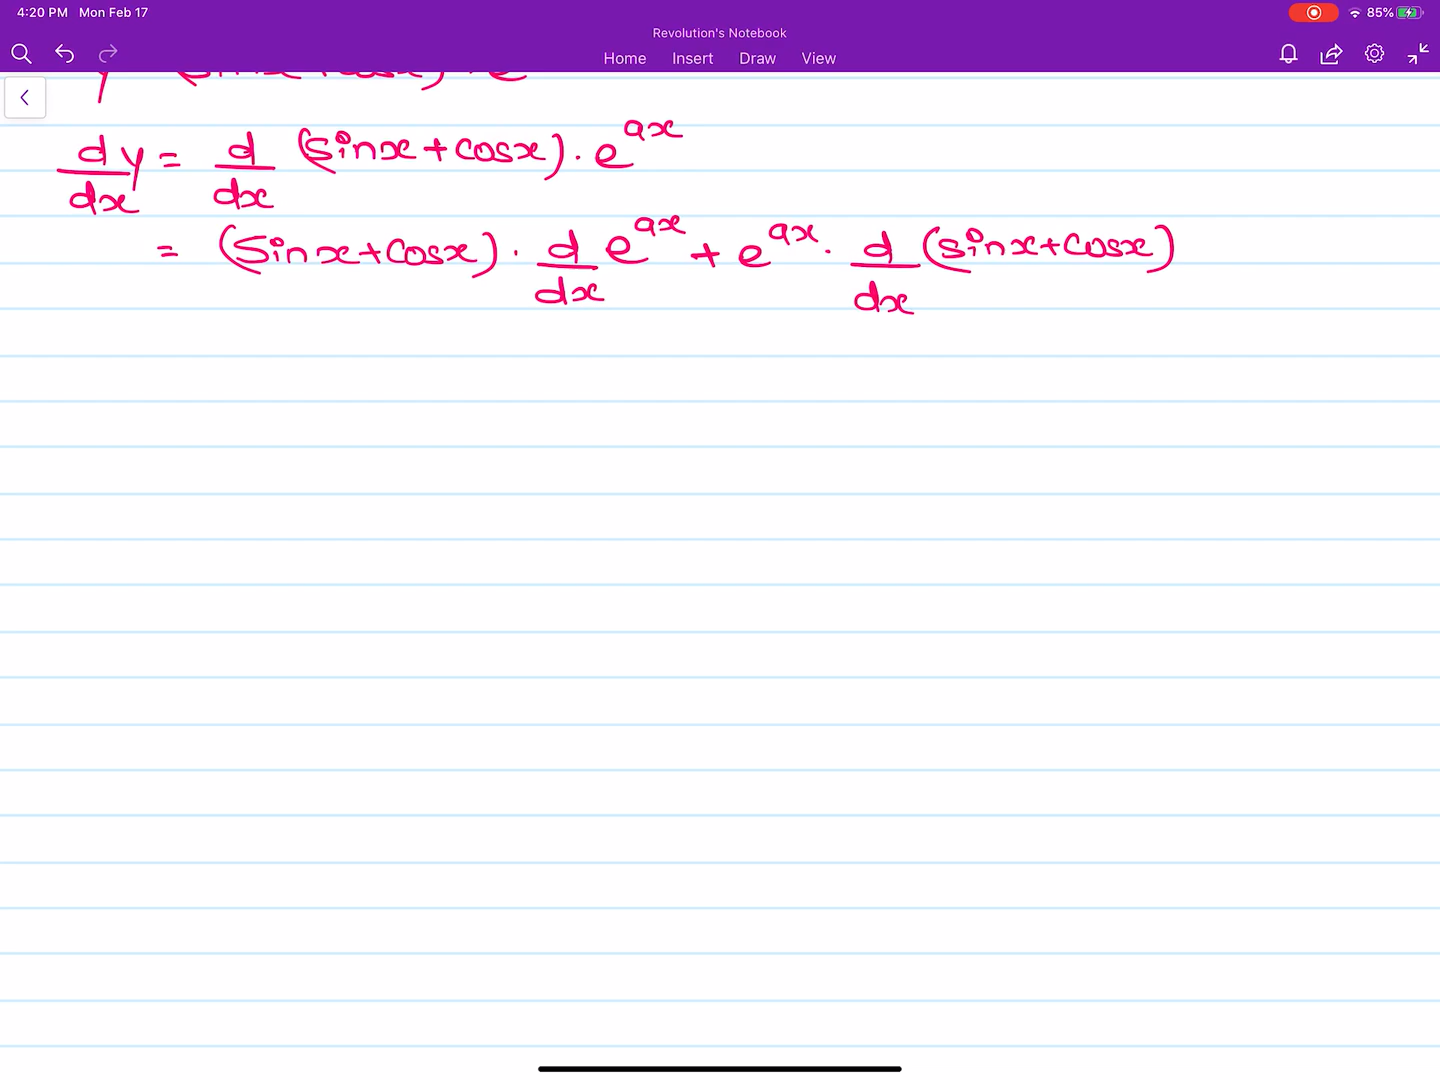 4:20 PM Mon Feb 17
85%
Revolution's Notebook
Home Insert Draw View
d/dx y = d/dx (sinx+cosx) · e^ax
= (sinx+cosx) · d/dx e^ax + e^ax · d/dx (sinx+cosx)